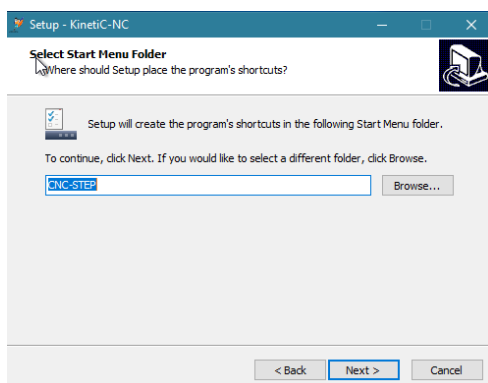 Setup - KinetiC-NC
Select Start Menu Folder
Where should Setup place the program's shortcuts?
Setup will create the program's shortcuts in the following Start Menu folder.
To continue, click Next. If you would like to select a different folder, click Browse.
CNC-STEP
Browse...
< Back
Next >
Cancel